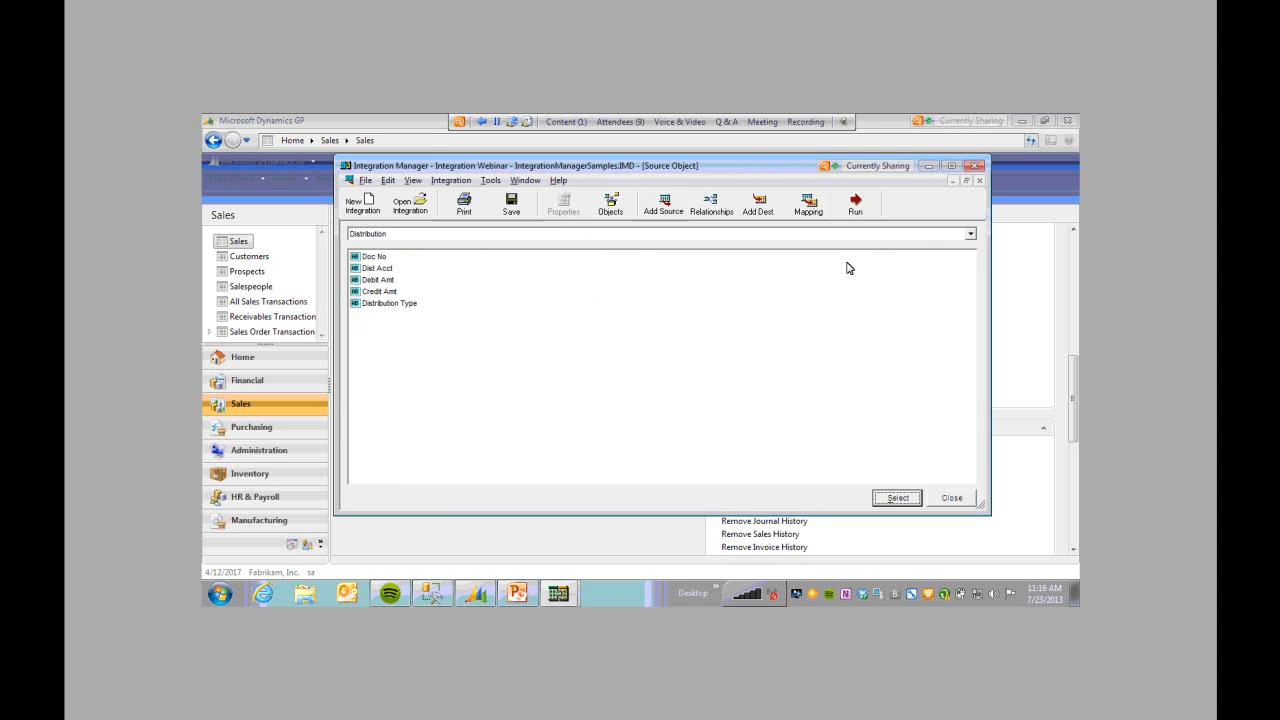 Microsoft Dynamics GP
Content (1) Attendees (9) Voice & Video Q & A Meeting Recording
Currently Sharing
Home Sales Sales
Integration Manager - Integration Webinar - IntegrationManagerSamples.IMD - [Source Object]
Currently Sharing
File Edit View Integration Tools Window Help
New Integration
Open Integration
Print
Save
Properties
Objects
Add Source
Relationships
Add Dest.
Mapping
Run
Distribution
Doc No
Dist Acct
Debit Amt
Credit Amt
Distribution Type
Select Close
Sales
Sales
Customers
Prospects
Salespeople
All Sales Transactions
Receivables Transaction
Sales Order Transaction
Home
Financial
Sales
Purchasing
Administration
Inventory
HR & Payroll
Manufacturing
Remove Journal History
Remove Sales History
Remove Invoice History
4/12/2017 Fabrikam, Inc. sa
Desktop
11:16 AM
7/23/2013